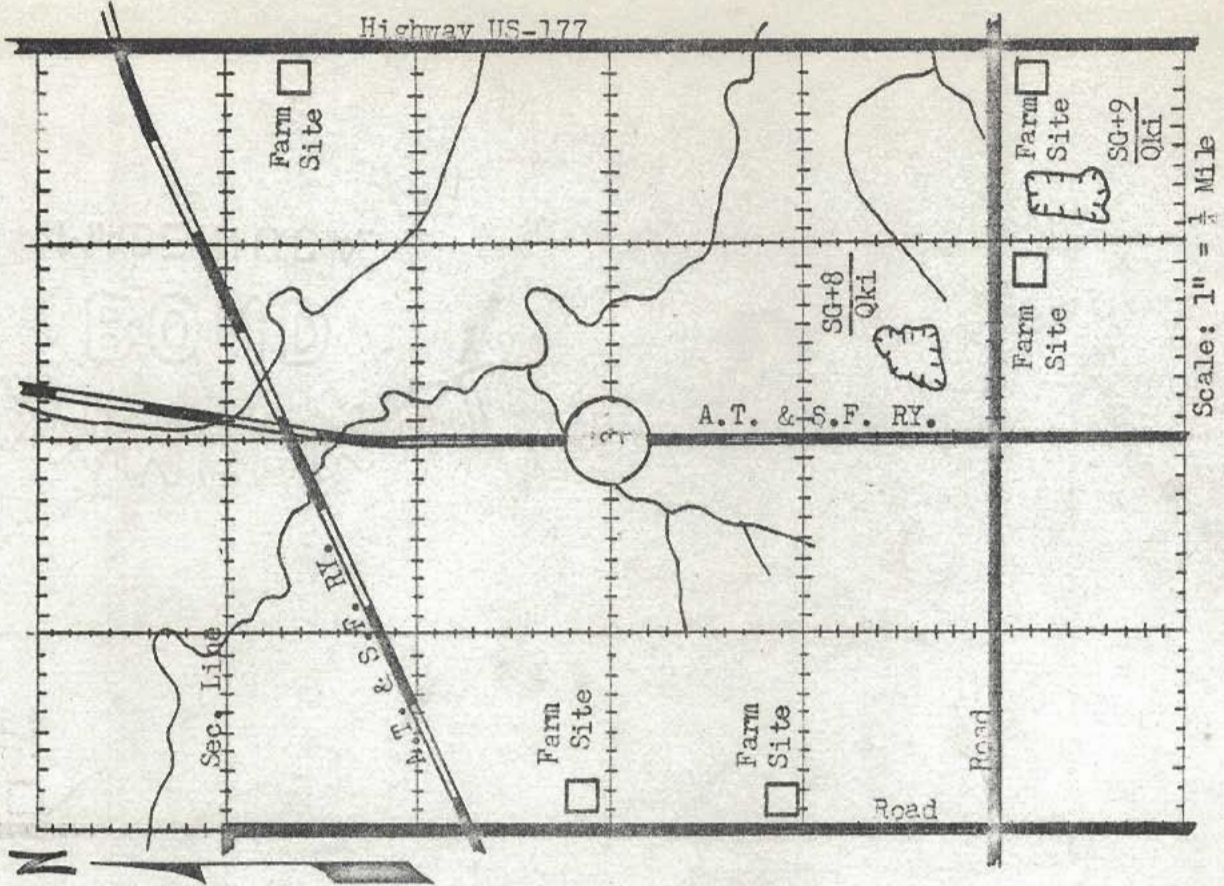 Highway US-177
Farm
Site
Farm
Site
SG+9
Qki
SG+8
Qki
Farm
Site
A.T. & S.F. RY.
Sec. Line
A.T. & S.F. RY.
Farm
Site
Farm
Site
Road
Road
N
Scale: 1" = ¼ Mile